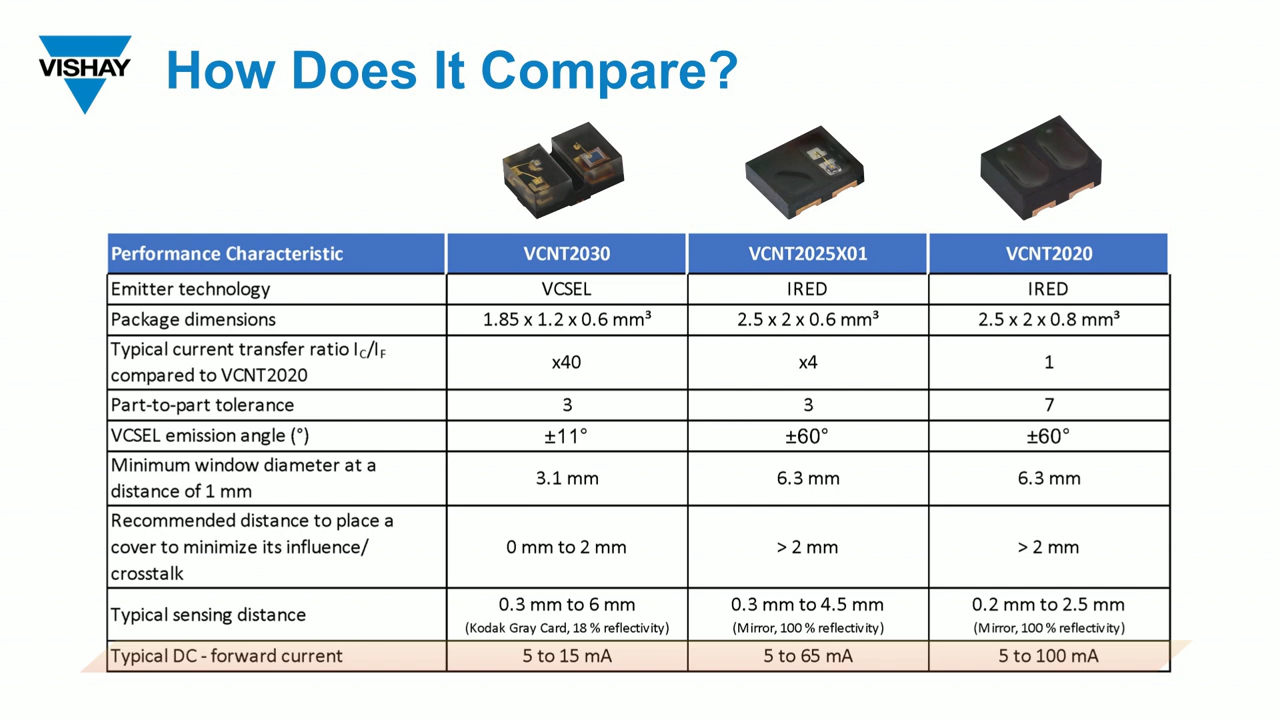 VISHAY
How Does It Compare?
Performance Characteristic VCNT2030 VCNT2025X01 VCNT2020
Emitter technology VCSEL IRED IRED
Package dimensions 1.85 x 1.2 x 0.6 mm³ 2.5 x 2 x 0.6 mm³ 2.5 x 2 x 0.8 mm³
Typical current transfer ratio I_C/I_F
compared to VCNT2020 x40 x4 1
Part-to-part tolerance 3 3 7
VCSEL emission angle (°) ±11° ±60° ±60°
Minimum window diameter at a
distance of 1 mm 3.1 mm 6.3 mm 6.3 mm
Recommended distance to place a
cover to minimize its influence/ 0 mm to 2 mm > 2 mm > 2 mm
crosstalk
Typical sensing distance 0.3 mm to 6 mm 0.3 mm to 4.5 mm 0.2 mm to 2.5 mm
(Kodak Gray Card, 18 % reflectivity) (Mirror, 100 % reflectivity) (Mirror, 100 % reflectivity)
Typical DC - forward current 5 to 15 mA 5 to 65 mA 5 to 100 mA